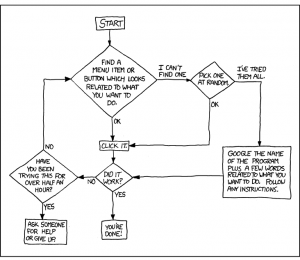 START
FIND A
MENU ITEM OR
BUTTON WHICH LOOKS
RELATED TO WHAT
YOU WANT TO
DO.
I CAN'T
FIND ONE
PICK ONE
AT RANDOM.
I'VE TRIED
THEM ALL.
OK
OK
CLICK IT.
GOOGLE THE NAME
OF THE PROGRAM
PLUS A FEW WORDS
RELATED TO WHAT YOU
WANT TO DO. FOLLOW
ANY INSTRUCTIONS.
DID IT
WORK?
NO
YES
YOU'RE
DONE!
HAVE
YOU BEEN
TRYING THIS FOR
OVER HALF AN
HOUR?
NO
YES
ASK SOMEONE
FOR HELP
OR GIVE UP.